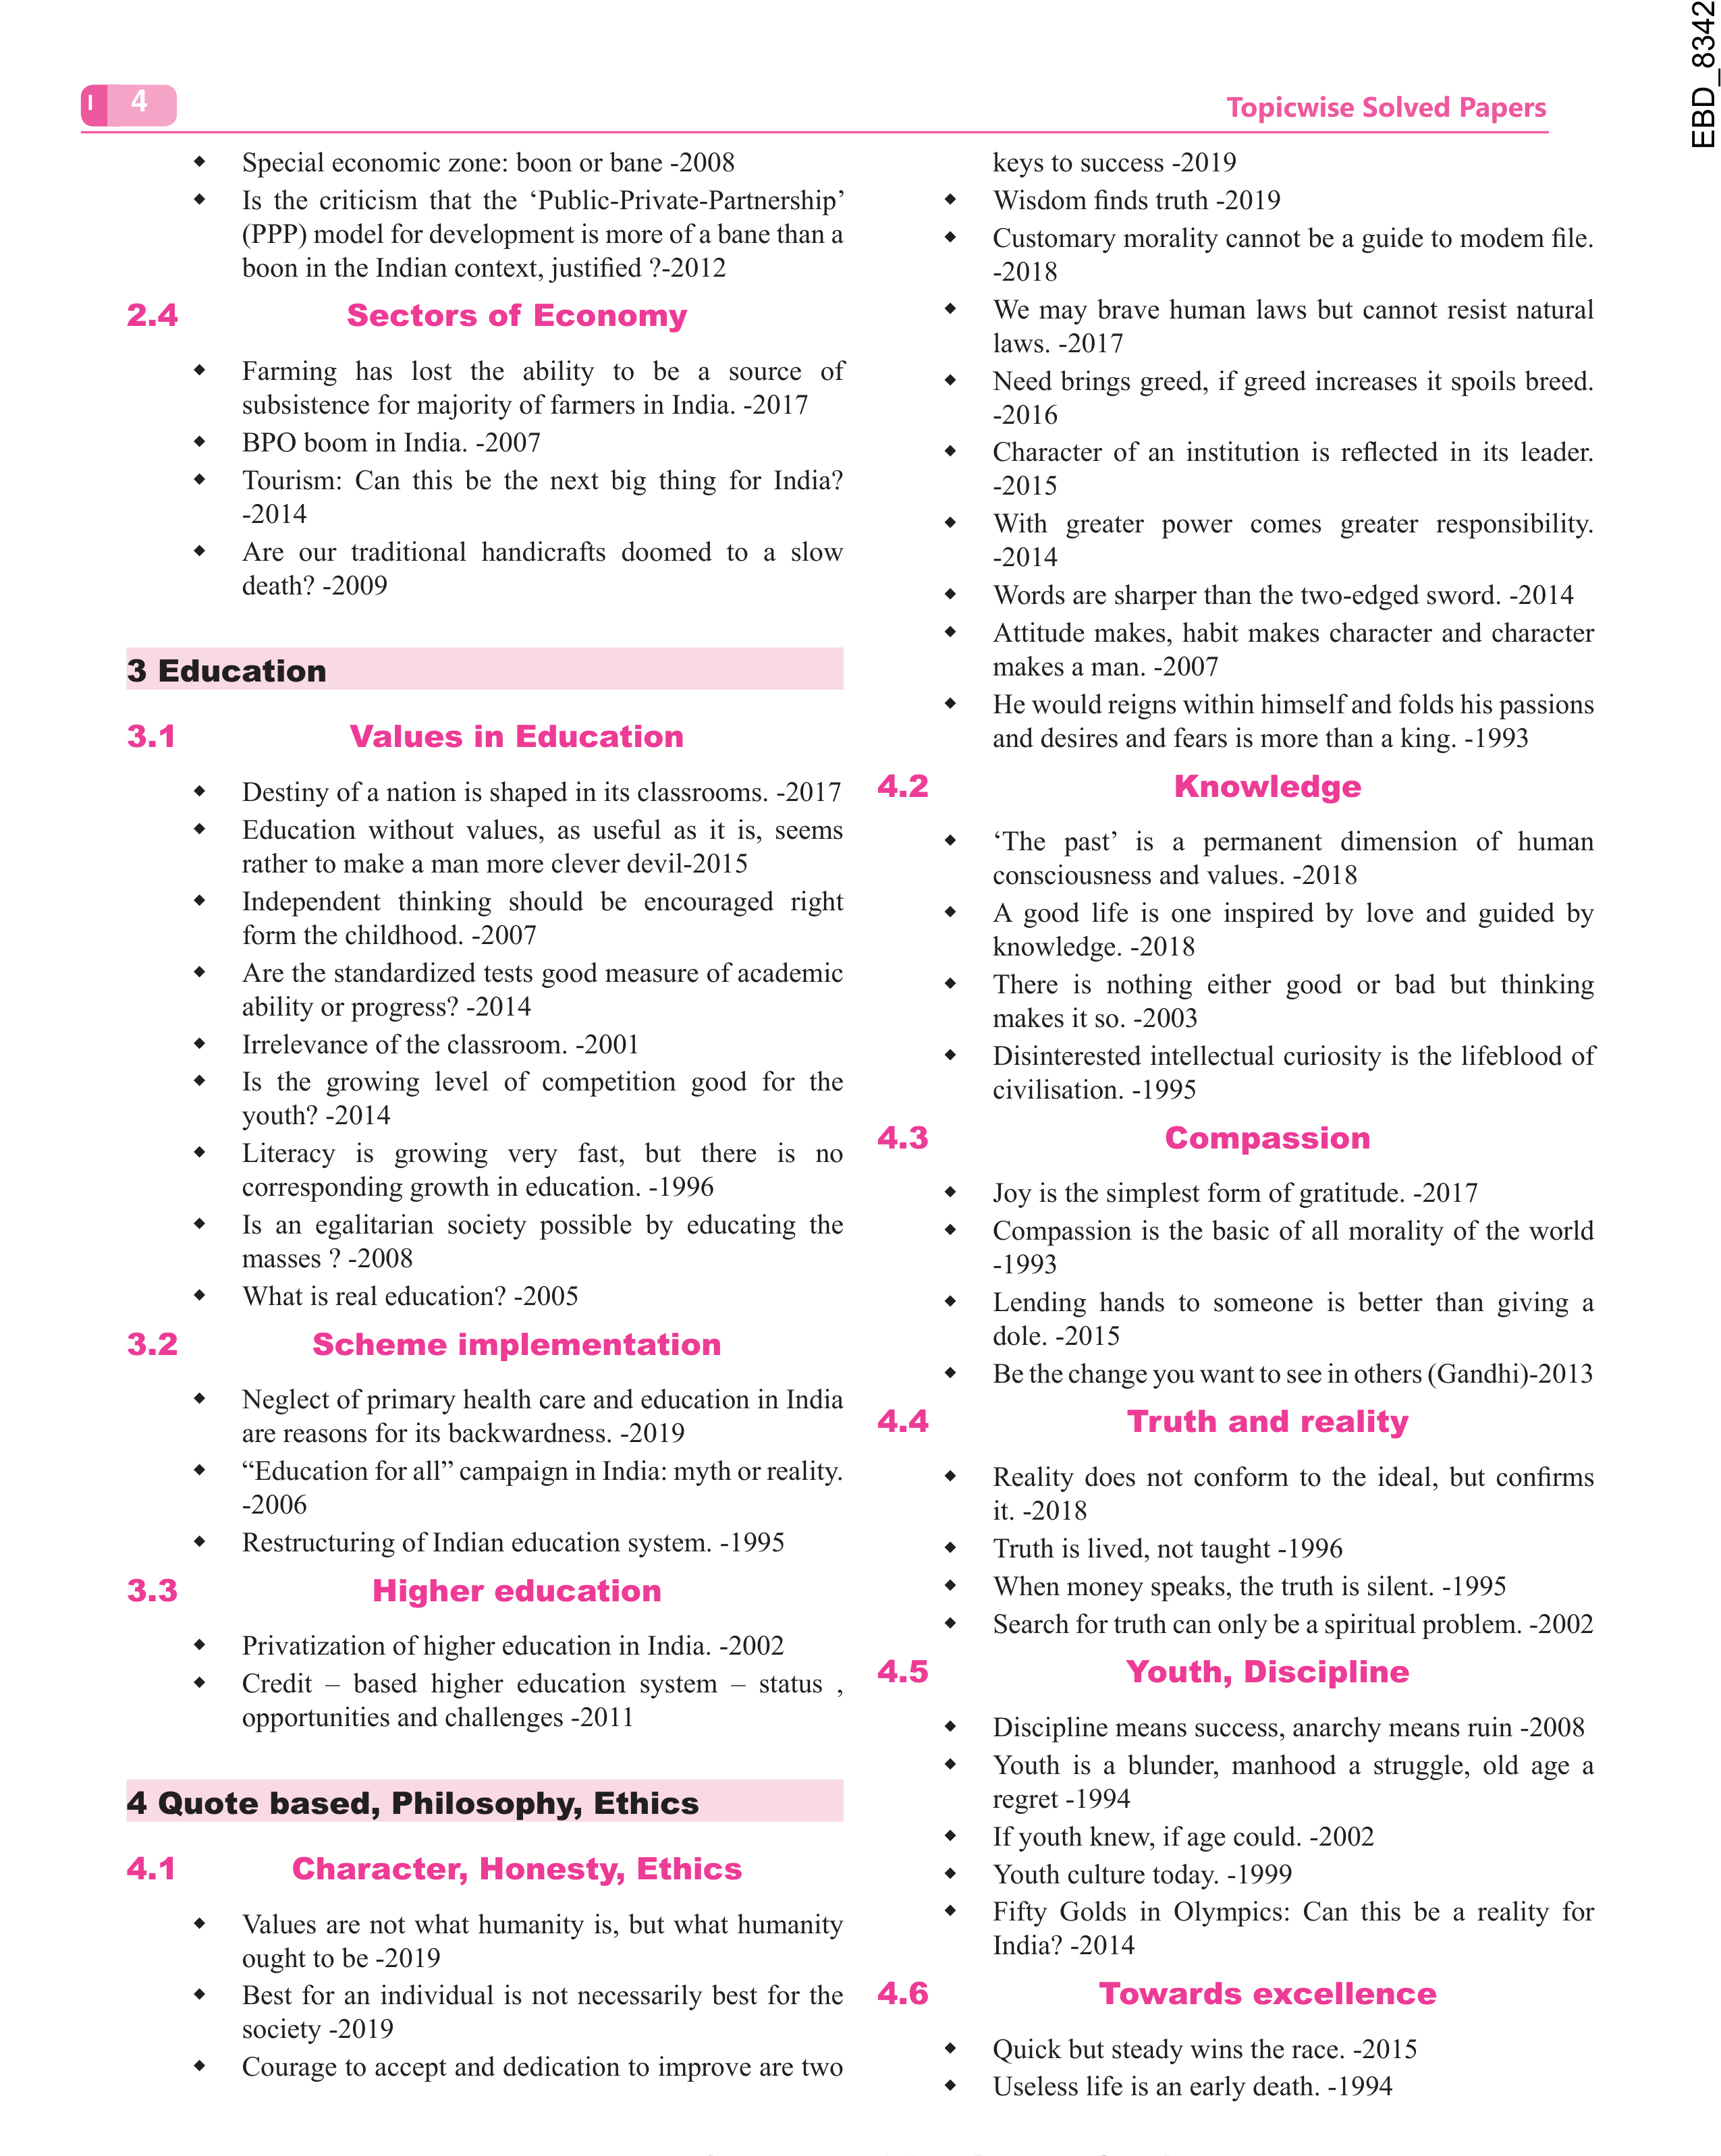 I 4
Topicwise Solved Papers
EBD_8342
◆ Special economic zone: boon or bane -2008
◆ Is the criticism that the ‘Public-Private-Partnership’
(PPP) model for development is more of a bane than a
boon in the Indian context, justified ?-2012
2.4 Sectors of Economy
◆ Farming has lost the ability to be a source of
subsistence for majority of farmers in India. -2017
◆ BPO boom in India. -2007
◆ Tourism: Can this be the next big thing for India?
-2014
◆ Are our traditional handicrafts doomed to a slow
death? -2009
3 Education
3.1 Values in Education
◆ Destiny of a nation is shaped in its classrooms. -2017
◆ Education without values, as useful as it is, seems
rather to make a man more clever devil-2015
◆ Independent thinking should be encouraged right
form the childhood. -2007
◆ Are the standardized tests good measure of academic
ability or progress? -2014
◆ Irrelevance of the classroom. -2001
◆ Is the growing level of competition good for the
youth? -2014
◆ Literacy is growing very fast, but there is no
corresponding growth in education. -1996
◆ Is an egalitarian society possible by educating the
masses ? -2008
◆ What is real education? -2005
3.2 Scheme implementation
◆ Neglect of primary health care and education in India
are reasons for its backwardness. -2019
◆ “Education for all” campaign in India: myth or reality.
-2006
◆ Restructuring of Indian education system. -1995
3.3 Higher education
◆ Privatization of higher education in India. -2002
◆ Credit – based higher education system – status ,
opportunities and challenges -2011
4 Quote based, Philosophy, Ethics
4.1 Character, Honesty, Ethics
◆ Values are not what humanity is, but what humanity
ought to be -2019
◆ Best for an individual is not necessarily best for the
society -2019
◆ Courage to accept and dedication to improve are two
keys to success -2019
◆ Wisdom finds truth -2019
◆ Customary morality cannot be a guide to modem file.
-2018
◆ We may brave human laws but cannot resist natural
laws. -2017
◆ Need brings greed, if greed increases it spoils breed.
-2016
◆ Character of an institution is reflected in its leader.
-2015
◆ With greater power comes greater responsibility.
-2014
◆ Words are sharper than the two-edged sword. -2014
◆ Attitude makes, habit makes character and character
makes a man. -2007
◆ He would reigns within himself and folds his passions
and desires and fears is more than a king. -1993
4.2 Knowledge
◆ ‘The past’ is a permanent dimension of human
consciousness and values. -2018
◆ A good life is one inspired by love and guided by
knowledge. -2018
◆ There is nothing either good or bad but thinking
makes it so. -2003
◆ Disinterested intellectual curiosity is the lifeblood of
civilisation. -1995
4.3 Compassion
◆ Joy is the simplest form of gratitude. -2017
◆ Compassion is the basic of all morality of the world
-1993
◆ Lending hands to someone is better than giving a
dole. -2015
◆ Be the change you want to see in others (Gandhi)-2013
4.4 Truth and reality
◆ Reality does not conform to the ideal, but confirms
it. -2018
◆ Truth is lived, not taught -1996
◆ When money speaks, the truth is silent. -1995
◆ Search for truth can only be a spiritual problem. -2002
4.5 Youth, Discipline
◆ Discipline means success, anarchy means ruin -2008
◆ Youth is a blunder, manhood a struggle, old age a
regret -1994
◆ If youth knew, if age could. -2002
◆ Youth culture today. -1999
◆ Fifty Golds in Olympics: Can this be a reality for
India? -2014
4.6 Towards excellence
◆ Quick but steady wins the race. -2015
◆ Useless life is an early death. -1994